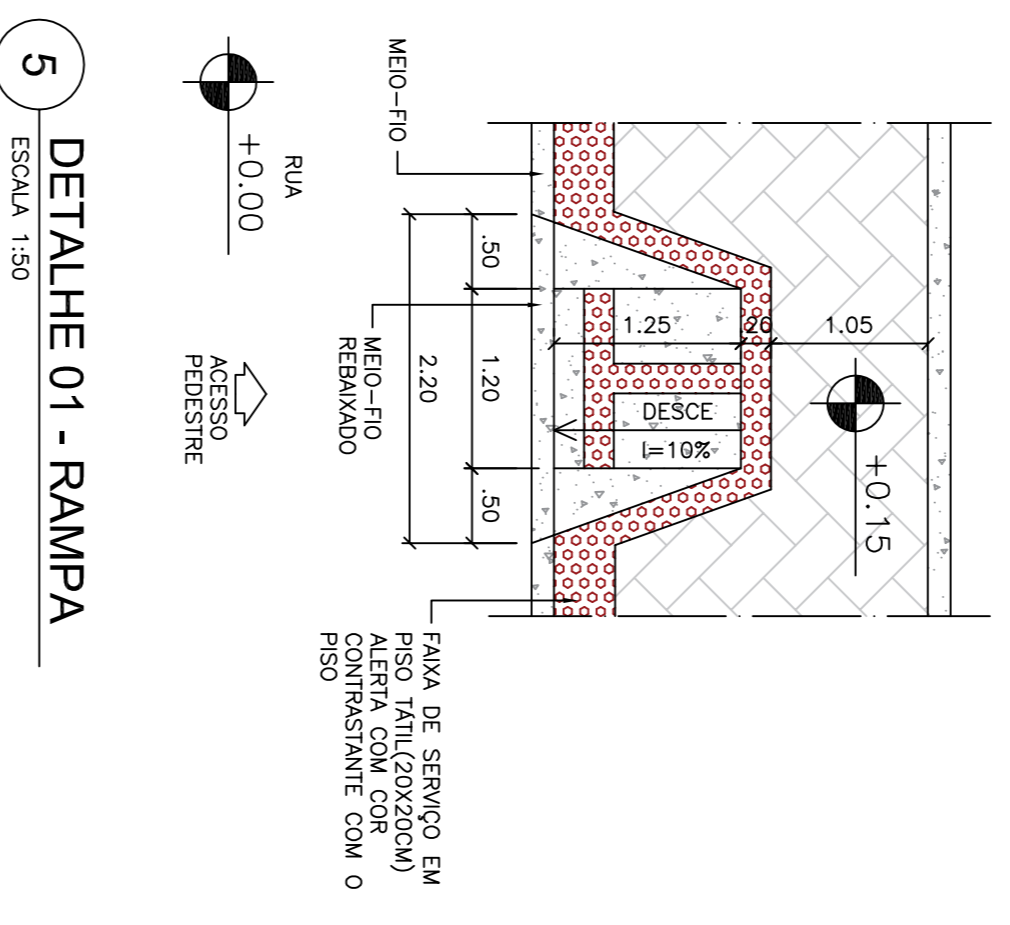 MEIO-FIO
RUA
+0.00
.50
1.20
.50
2.20
1.25
.20
1.05
+0.15
DESCE
I=10%
MEIO-FIO
REBAIXADO
ACESSO
PEDESTRE
FAIXA DE SERVIÇO EM
PISO TÁTIL(20X20CM)
ALERTA COM COR
CONTRASTANTE COM O
PISO
5
DETALHE 01 - RAMPA
ESCALA 1:50